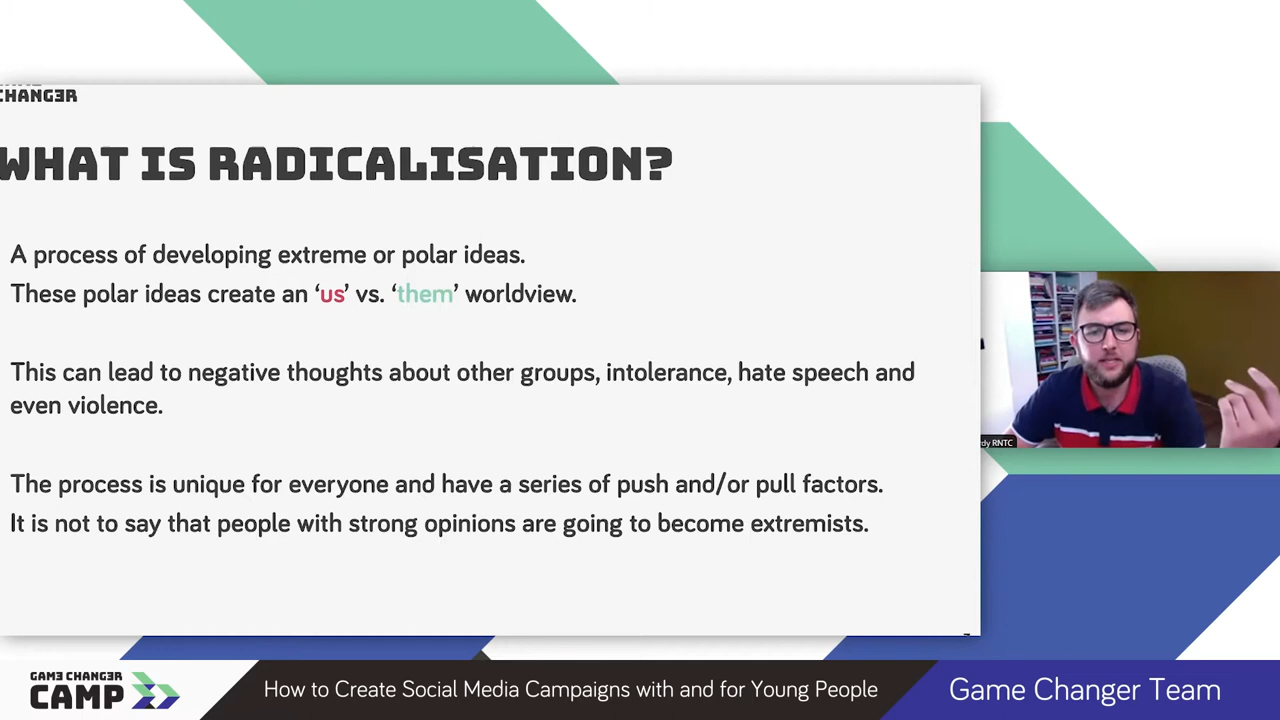 CHANG3R
WHAT IS RADICALISATION?
A process of developing extreme or polar ideas.
These polar ideas create an ‘us’ vs. ‘them’ worldview.
This can lead to negative thoughts about other groups, intolerance, hate speech and
even violence.
The process is unique for everyone and have a series of push and/or pull factors.
It is not to say that people with strong opinions are going to become extremists.
dy RNTC
GAM3 CHANG3R
CAMP
How to Create Social Media Campaigns with and for Young People
Game Changer Team